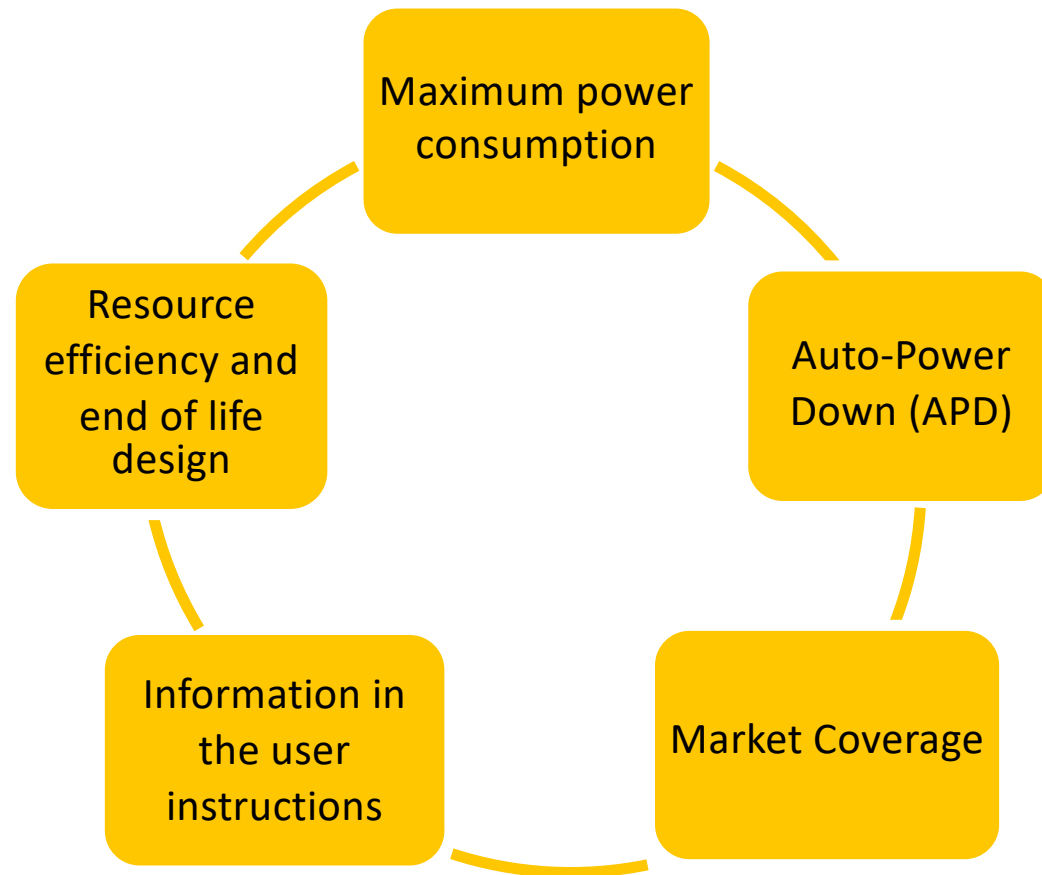 Maximum power
consumption
Auto-Power
Down (APD)
Market Coverage
Information in
the user
instructions
Resource
efficiency and
end of life
design